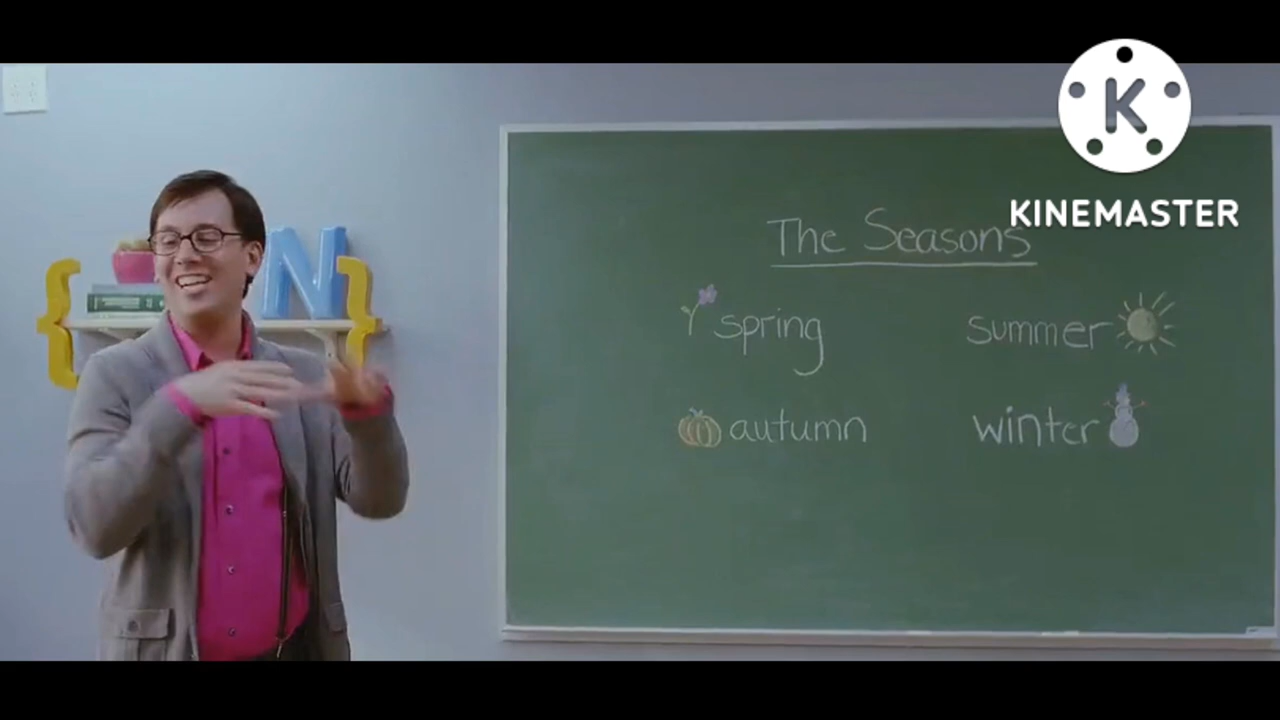 K
KINEMASTER
N
The Seasons
spring summer
autumn winter